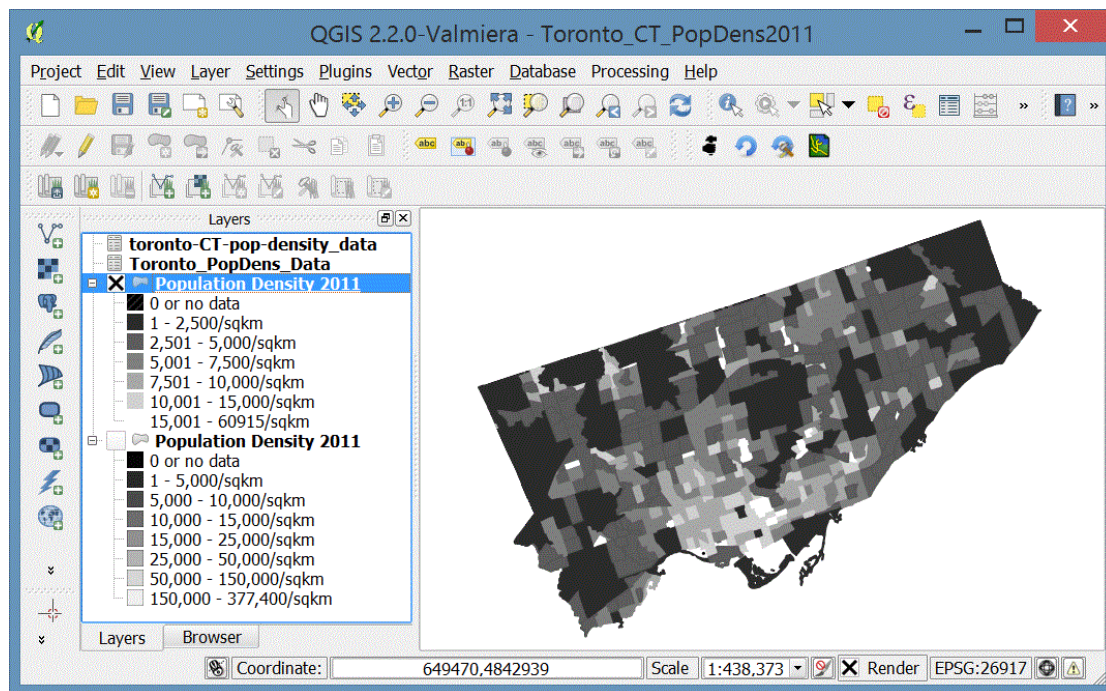 QGIS 2.2.0-Valmiera - Toronto_CT_PopDens2011
Project Edit View Layer Settings Plugins Vector Raster Database Processing Help
Layers
toronto-CT-pop-density_data
Toronto_PopDens_Data
Population Density 2011
0 or no data
1 - 2,500/sqkm
2,501 - 5,000/sqkm
5,001 - 7,500/sqkm
7,501 - 10,000/sqkm
10,001 - 15,000/sqkm
15,001 - 60915/sqkm
Population Density 2011
0 or no data
1 - 5,000/sqkm
5,000 - 10,000/sqkm
10,000 - 15,000/sqkm
15,000 - 25,000/sqkm
25,000 - 50,000/sqkm
50,000 - 150,000/sqkm
150,000 - 377,400/sqkm
Layers Browser
Coordinate: 649470,4842939 Scale 1:438,373 Render EPSG:26917